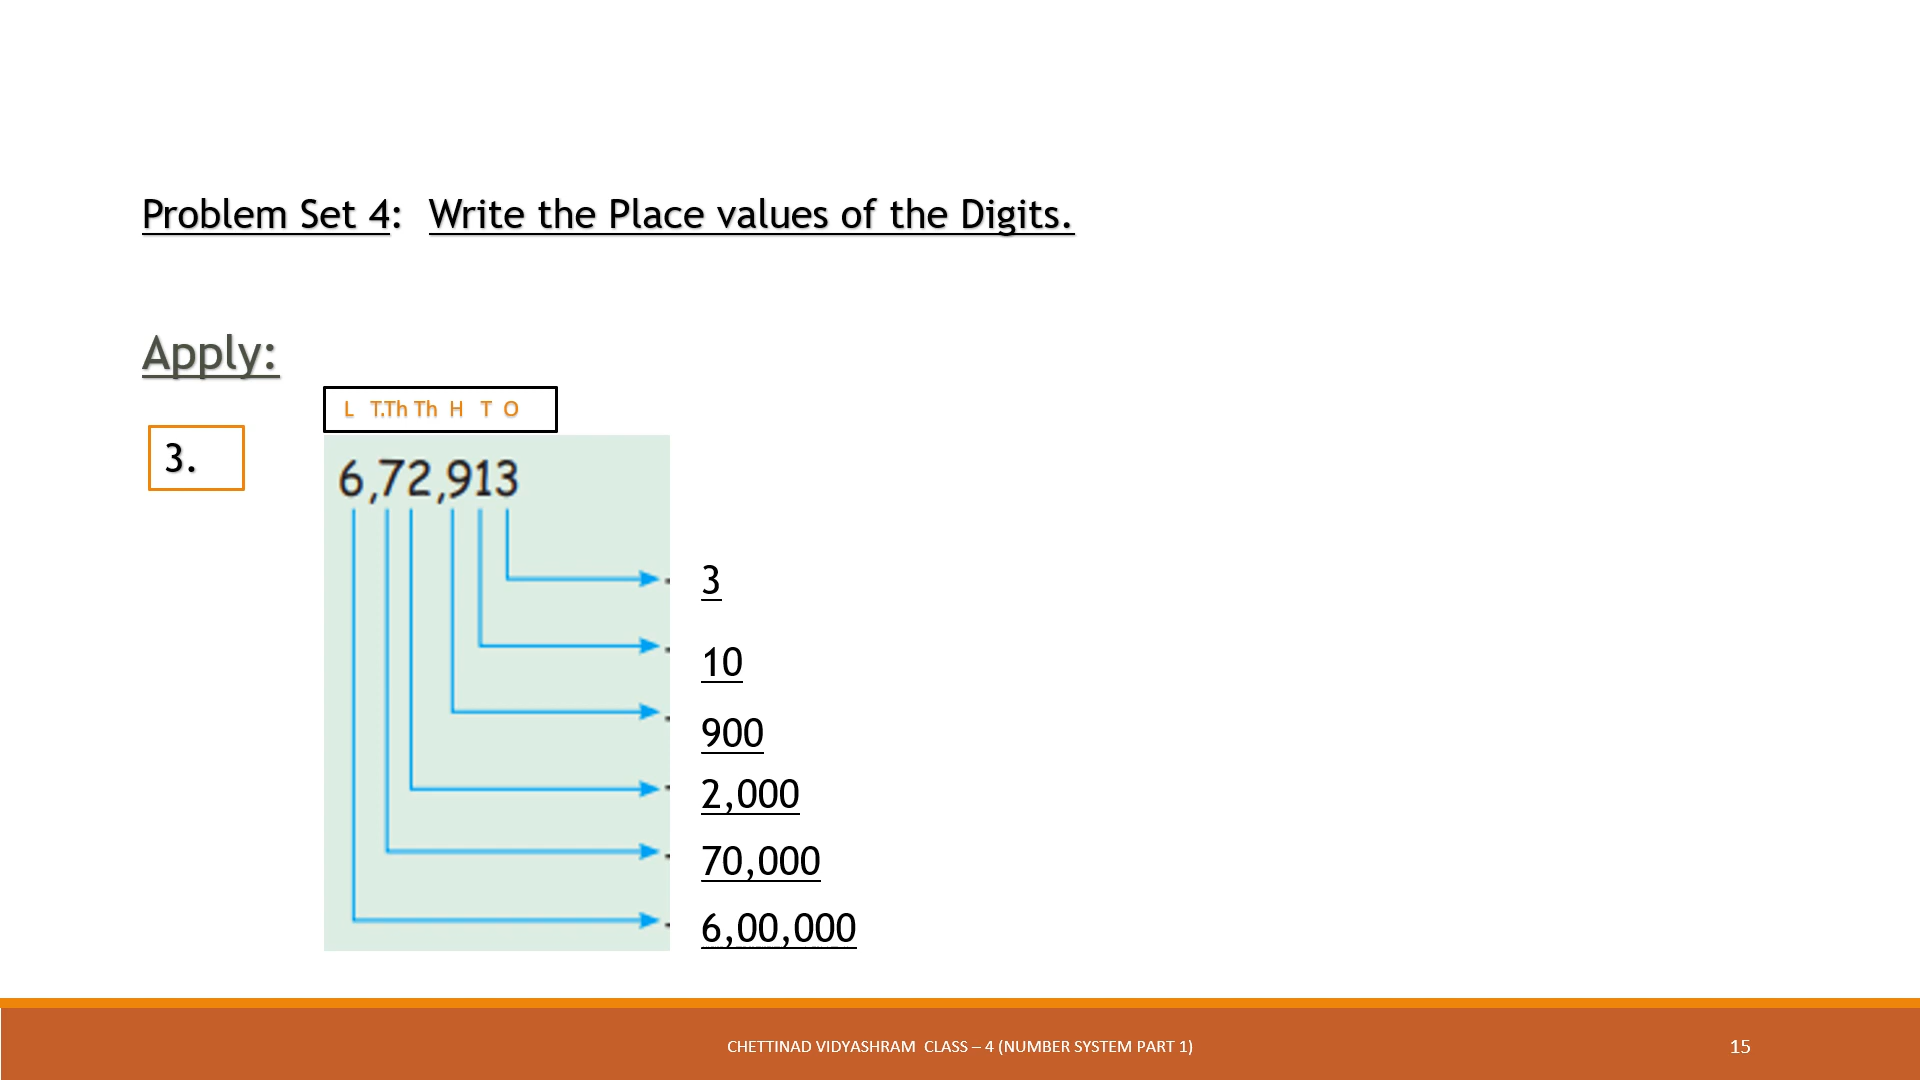 Problem Set 4: Write the Place values of the Digits.
Apply:
L T.Th Th H T O
3.
6,72,913
3
10
900
2,000
70,000
6,00,000
CHETTINAD VIDYASHRAM CLASS – 4 (NUMBER SYSTEM PART 1)
15